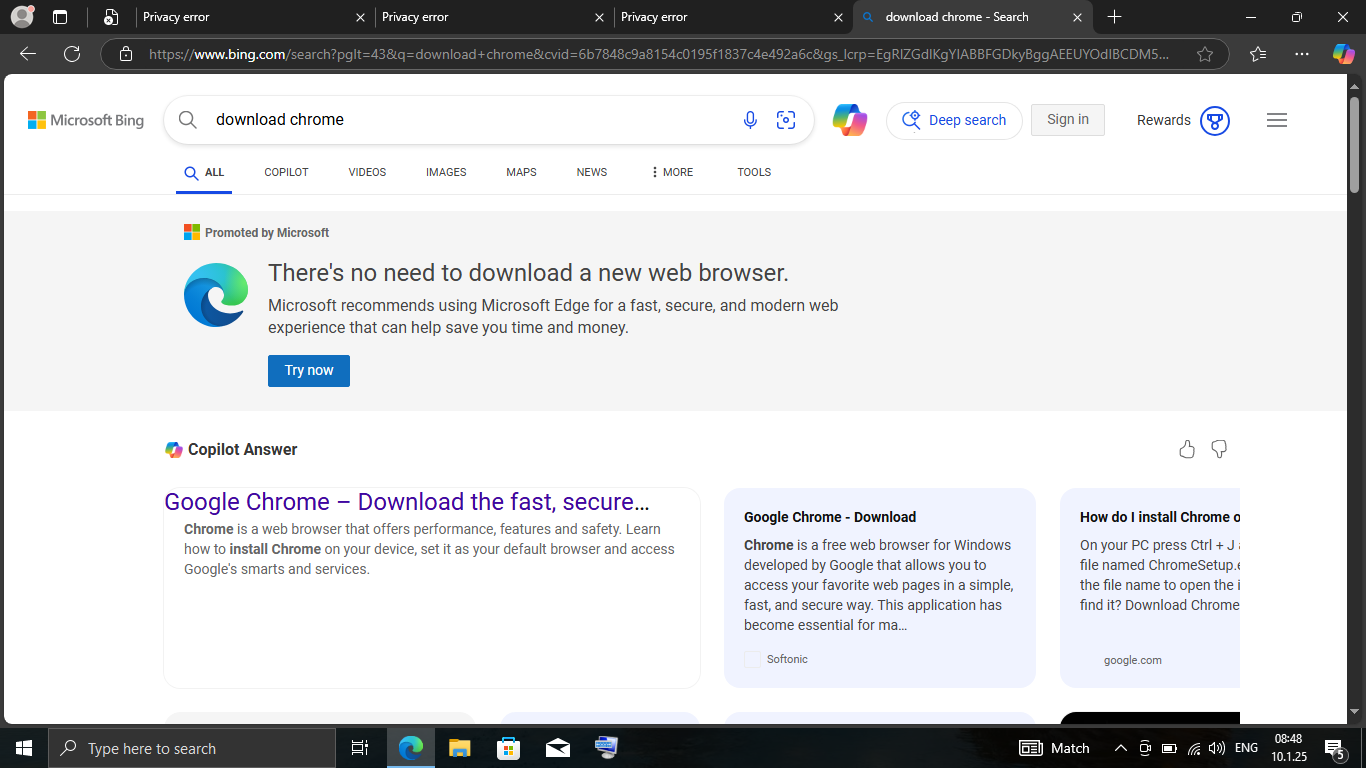 Privacy error
Privacy error
Privacy error
download chrome - Search
https://www.bing.com/search?pglt=43&q=download+chrome&cvid=6b7848c9a8154c0195f1837c4e492a6c&gs_lcrp=EgRlZGdlKgYIABBFGDkyBggAEEUYOdIBCDM5...
Microsoft Bing
download chrome
Deep search
Sign in
Rewards
ALL
COPILOT
VIDEOS
IMAGES
MAPS
NEWS
MORE
TOOLS
Promoted by Microsoft
There's no need to download a new web browser.
Microsoft recommends using Microsoft Edge for a fast, secure, and modern web
experience that can help save you time and money.
Try now
Copilot Answer
Google Chrome – Download the fast, secure...
Chrome is a web browser that offers performance, features and safety. Learn
how to install Chrome on your device, set it as your default browser and access
Google's smarts and services.
Google Chrome - Download
Chrome is a free web browser for Windows
developed by Google that allows you to
access your favorite web pages in a simple,
fast, and secure way. This application has
become essential for ma...
Softonic
How do I install Chrome o
On your PC press Ctrl + J
file named ChromeSetup.e
the file name to open the i
find it? Download Chrome
google.com
Type here to search
Match
ENG
08:48
10.1.25
5